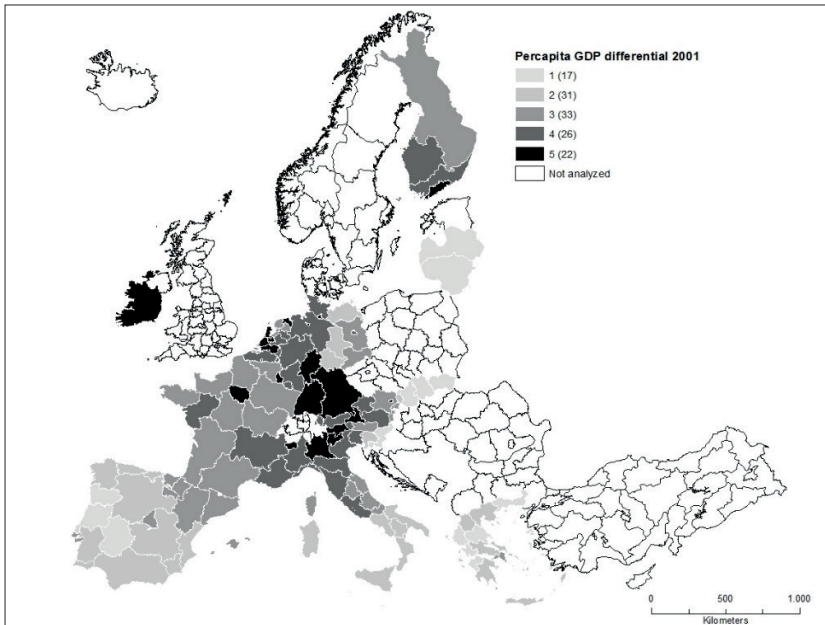 Percapita GDP differential 2001
1 (17)
2 (31)
3 (33)
4 (26)
5 (22)
Not analyzed
0 500 1.000
Kilometers